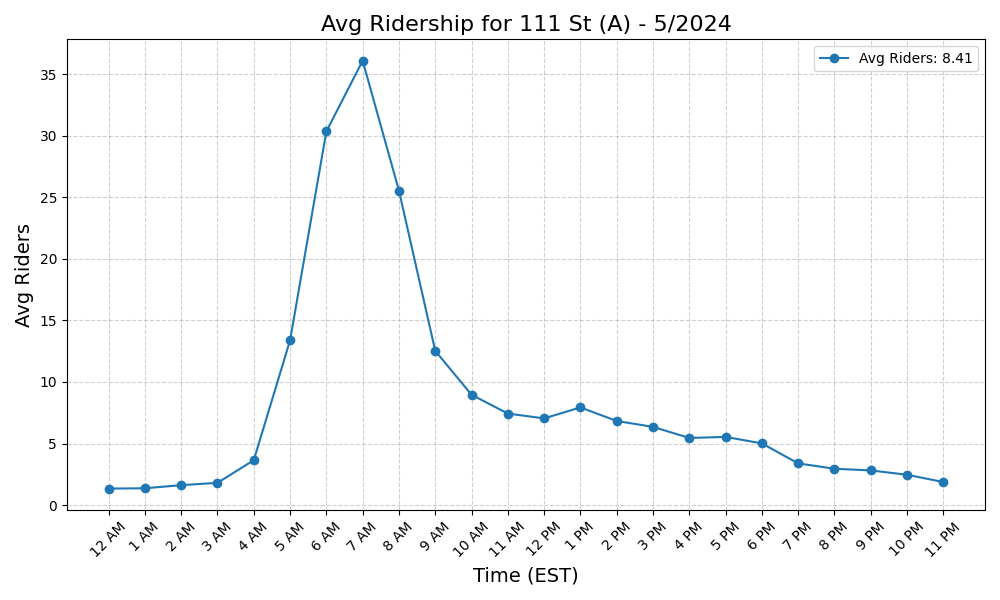 Avg Ridership for 111 St (A) - 5/2024
Avg Riders: 8.41
Avg Riders
35
30
25
20
15
10
5
0
12 AM
1 AM
2 AM
3 AM
4 AM
5 AM
6 AM
7 AM
8 AM
9 AM
10 AM
11 AM
12 PM
1 PM
2 PM
3 PM
4 PM
5 PM
6 PM
7 PM
8 PM
9 PM
10 PM
11 PM
Time (EST)